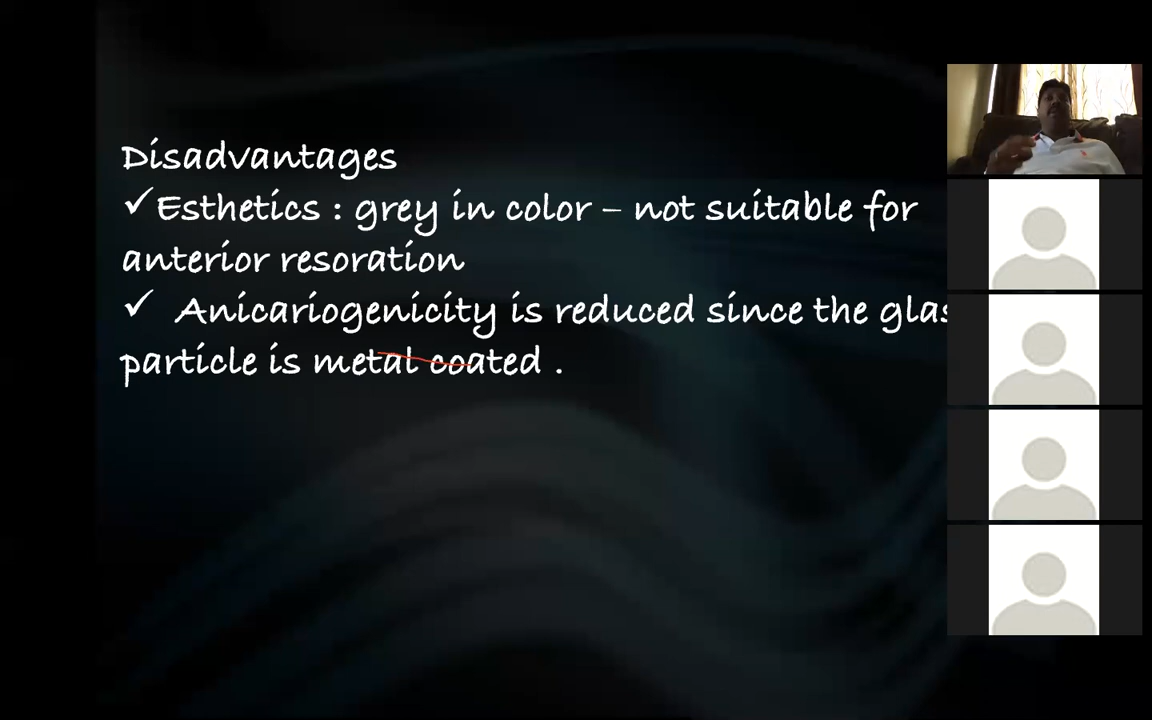 Disadvantages
✓Esthetics : grey in color – not suitable for
anterior resoration
✓ Anicariogenicity is reduced since the glas
particle is metal coated .